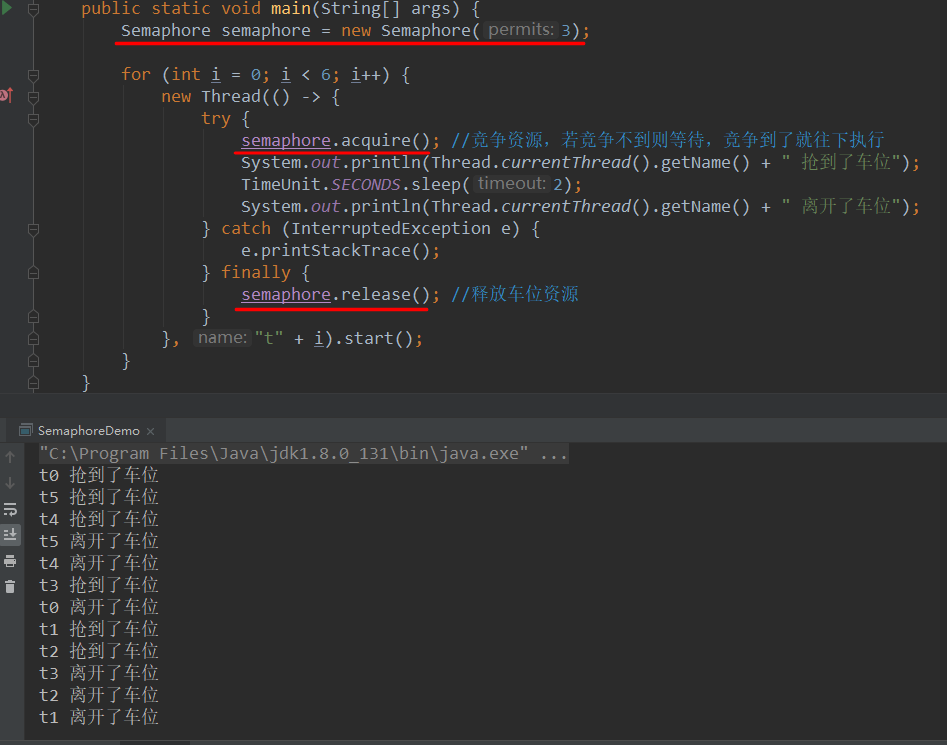 public static void main(String[] args) {
Semaphore semaphore = new Semaphore( permits: 3);
for (int i = 0; i < 6; i++) {
new Thread(() -> {
try {
semaphore.acquire(); //竞争资源，若竞争不到则等待，竞争到了就往下执行
System.out.println(Thread.currentThread().getName() + " 抢到了车位");
TimeUnit.SECONDS.sleep( timeout: 2);
System.out.println(Thread.currentThread().getName() + " 离开了车位");
} catch (InterruptedException e) {
e.printStackTrace();
} finally {
semaphore.release(); //释放车位资源
}
}, name: "t" + i).start();
}
}
SemaphoreDemo ×
"C:\Program Files\Java\jdk1.8.0_131\bin\java.exe" ...
t0 抢到了车位
t5 抢到了车位
t4 抢到了车位
t5 离开了车位
t4 离开了车位
t3 抢到了车位
t0 离开了车位
t1 抢到了车位
t2 抢到了车位
t3 离开了车位
t2 离开了车位
t1 离开了车位